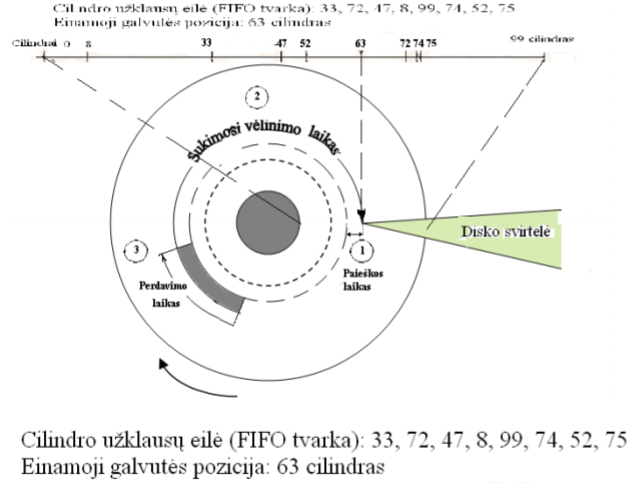 Cilindro užklausų eilė (FIFO tvarka): 33, 72, 47, 8, 99, 74, 52, 75
Einamoji galvutės pozicija: 63 cilindras
Cilindrai 0 8 33 47 52 63 72 74 75 99 cilindras
2
Sukimosi vėlinimo laikas
3
1
Disko svirtelė
Paieškos
laikas
Perdavimo
laikas
Cilindro užklausų eilė (FIFO tvarka): 33, 72, 47, 8, 99, 74, 52, 75
Einamoji galvutės pozicija: 63 cilindras